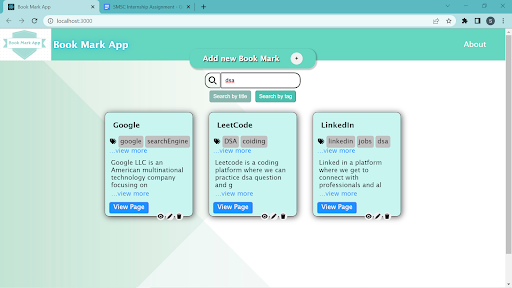 Book Mark App
SMSC Internship Assignment - (
localhost:3000
Book Mark App
Book Mark App
About
Add new Book Mark +
dsa
Search by title Search by tag
Google
google searchEngine
...view more
Google LLC is an
American multinational
technology company
focusing on
...view more
View Page
LeetCode
DSA coiding
Leetcode is a coding
platform where we can
practice dsa question
and g
...view more
View Page
LinkedIn
linkedin jobs dsa
...view more
Linked in a platform
where we get to
connect with
professionals and al
...view more
View Page